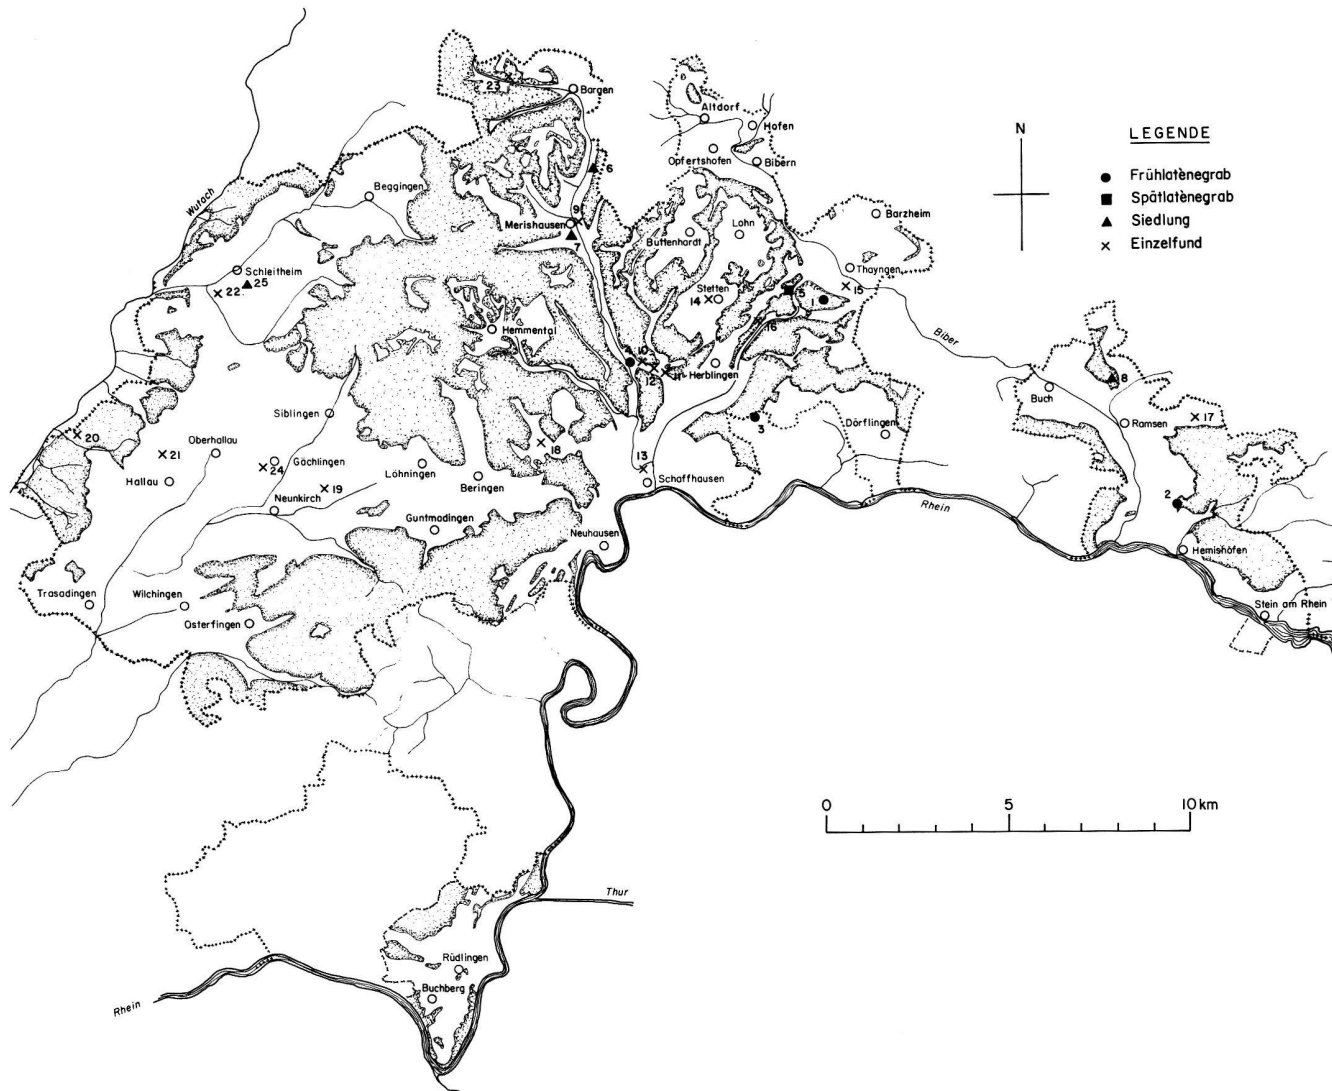 23
Bargen
Altdorf
Hofen
Opfertshofen
Bibern
N
LEGENDE
Frühlatènegrab
Spätlatènegrab
Siedlung
Einzelfund
6
Beggingen
Wutach
9
Merishausen
7
Büttenhardt
Lohn
Barzheim
Thayngen
Schleitheim
22
25
Stetten
14
5
1
15
16
Hemmental
Biber
4
10
12
11
Herblingen
8
Buch
Siblingen
3
Dörflingen
Ramsen
17
20
21
Oberhallau
24
Gächlingen
18
Hallau
19
Löhningen
Beringen
13
Schaffhausen
Neunkirch
2
Rhein
Guntmadingen
Neuhausen
Hemishofen
Trasadingen
Wilchingen
Osterfingen
Stein am Rhein
0 5 10 km
Thur
Rüdlingen
Buchberg
Rhein